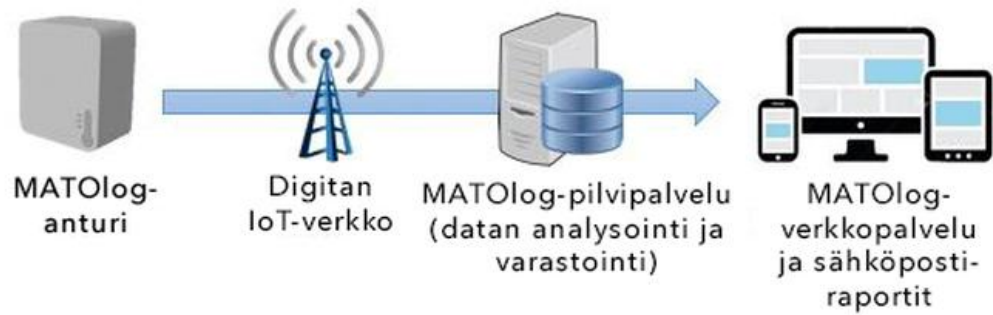 MATOlog-
anturi
Digitan
IoT-verkko
MATOlog-pilvipalvelu
(datan analysointi ja
varastointi)
MATOlog-
verkkopalvelu
ja sähköposti-
raportit